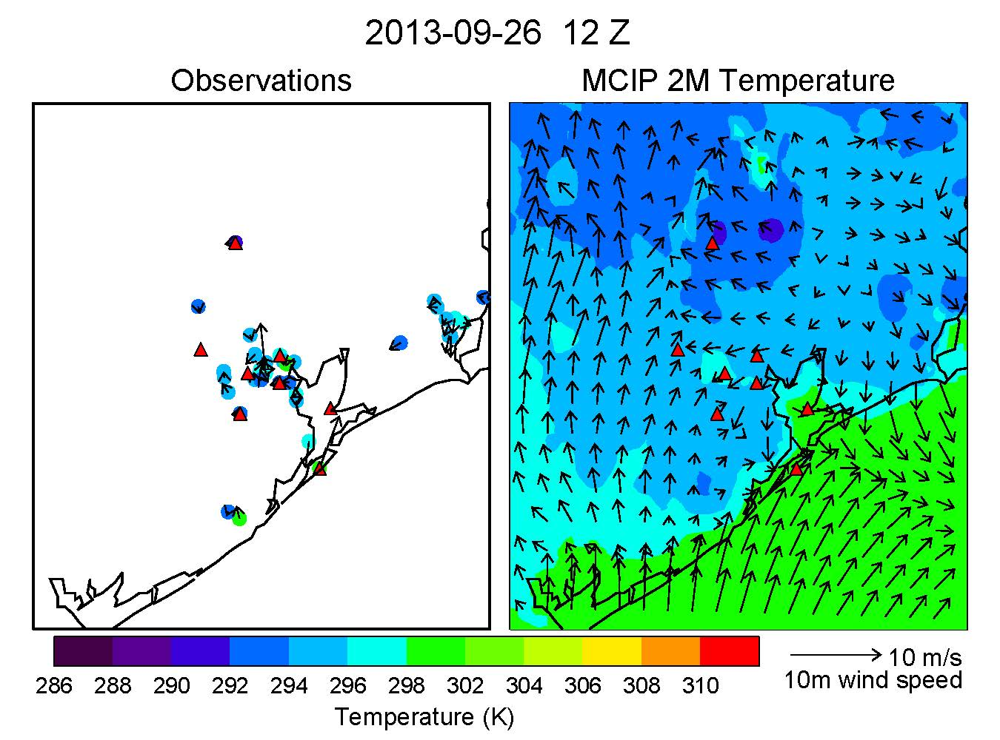 2013-09-26 12 Z
Observations
MCIP 2M Temperature
286 288 290 292 294 296 298 302 304 306 308 310
Temperature (K)
10 m/s
10m wind speed